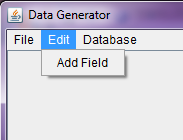 Data Generator
File Edit Database
Add Field